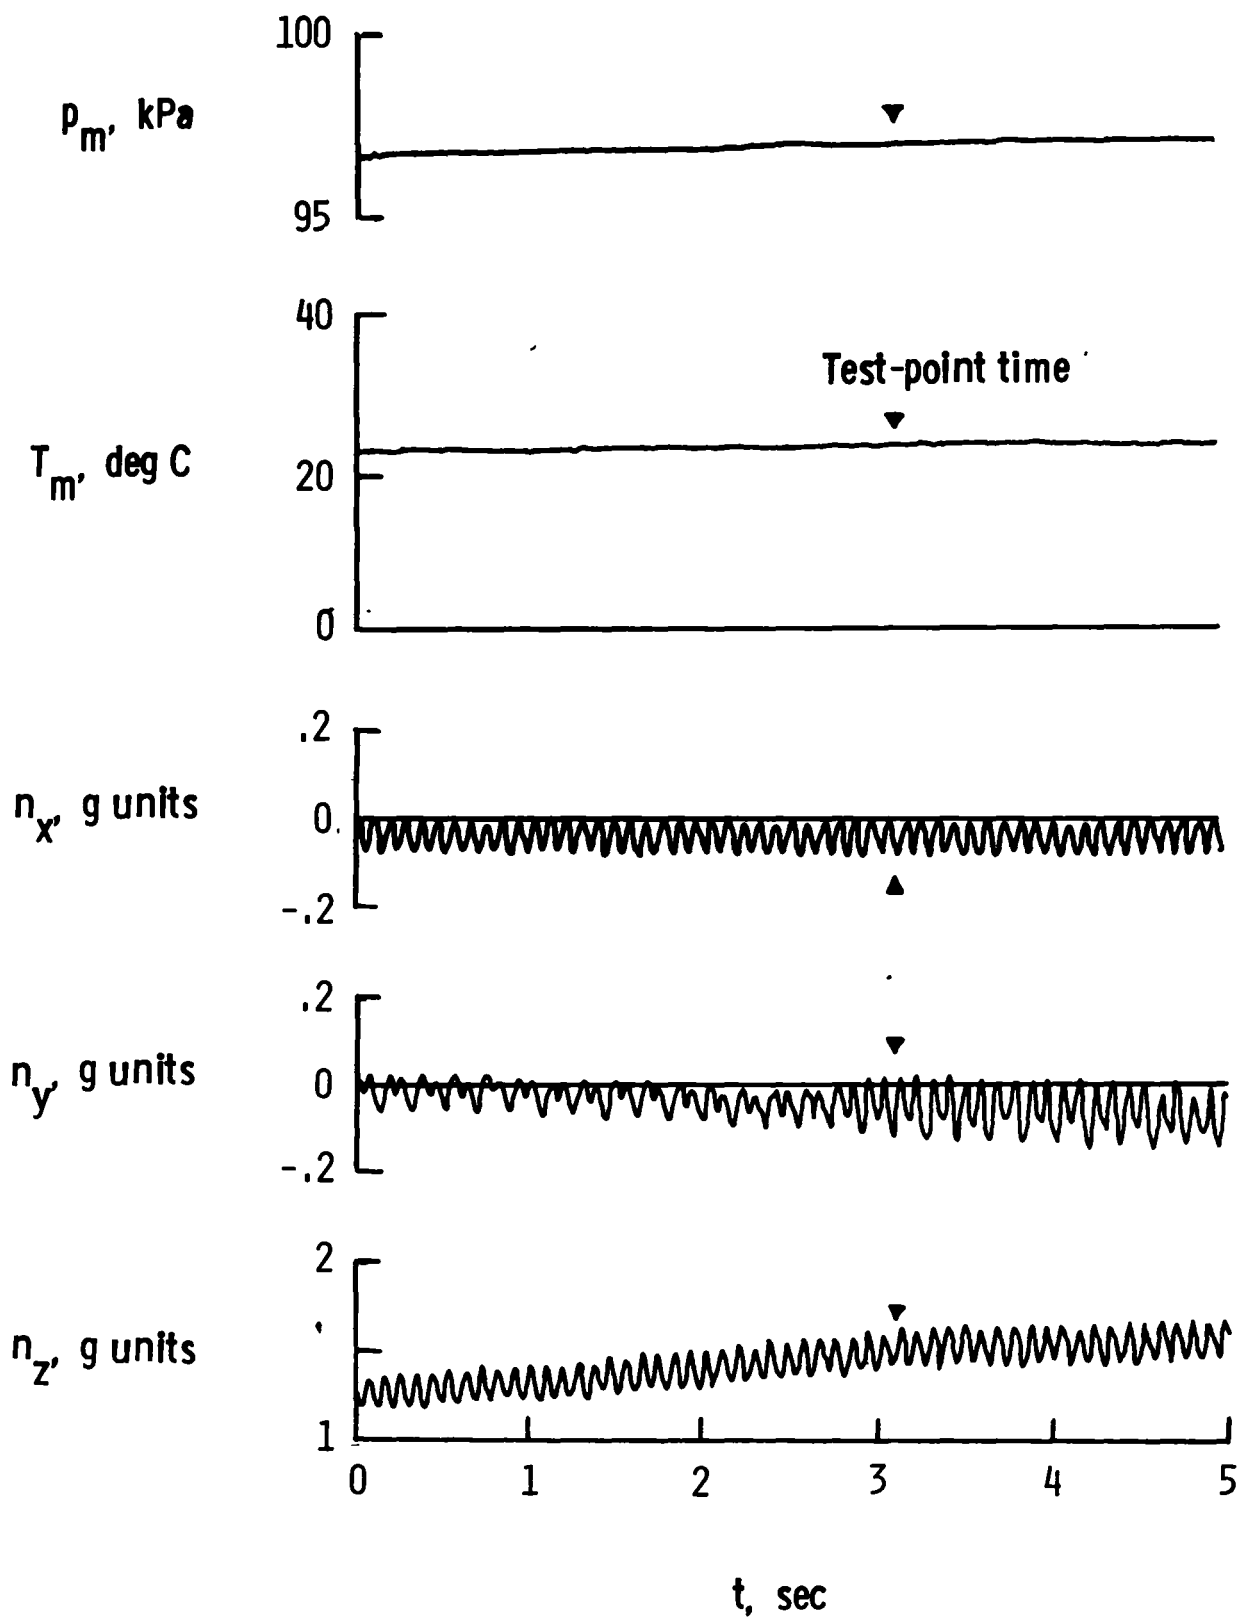 100
p_m, kPa
95
40
Test-point time
T_m, deg C
20
0
.2
n_x, g units
0
-.2
.2
n_y, g units
0
-.2
2
n_z, g units
1
0 1 2 3 4 5
t, sec